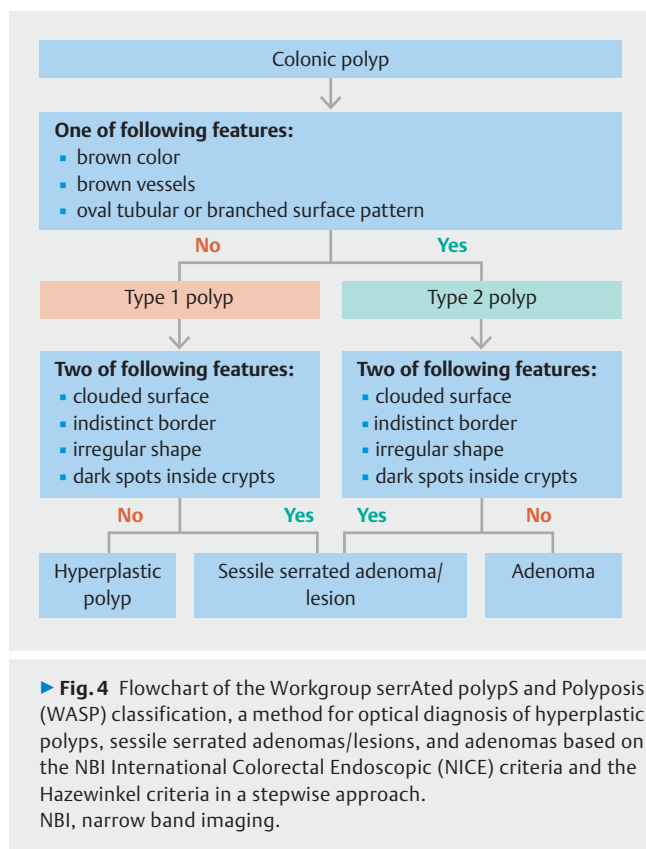 Colonic polyp
One of following features:
▪ brown color
▪ brown vessels
▪ oval tubular or branched surface pattern
No
Yes
Type 1 polyp
Type 2 polyp
Two of following features:
▪ clouded surface
▪ indistinct border
▪ irregular shape
▪ dark spots inside crypts
Two of following features:
▪ clouded surface
▪ indistinct border
▪ irregular shape
▪ dark spots inside crypts
No
Yes
Yes
No
Hyperplastic
polyp
Sessile serrated adenoma/
lesion
Adenoma
▶ Fig. 4 Flowchart of the Workgroup serrAted polypS and Polyposis
(WASP) classification, a method for optical diagnosis of hyperplastic
polyps, sessile serrated adenomas/lesions, and adenomas based on
the NBI International Colorectal Endoscopic (NICE) criteria and the
Hazewinkel criteria in a stepwise approach.
NBI, narrow band imaging.